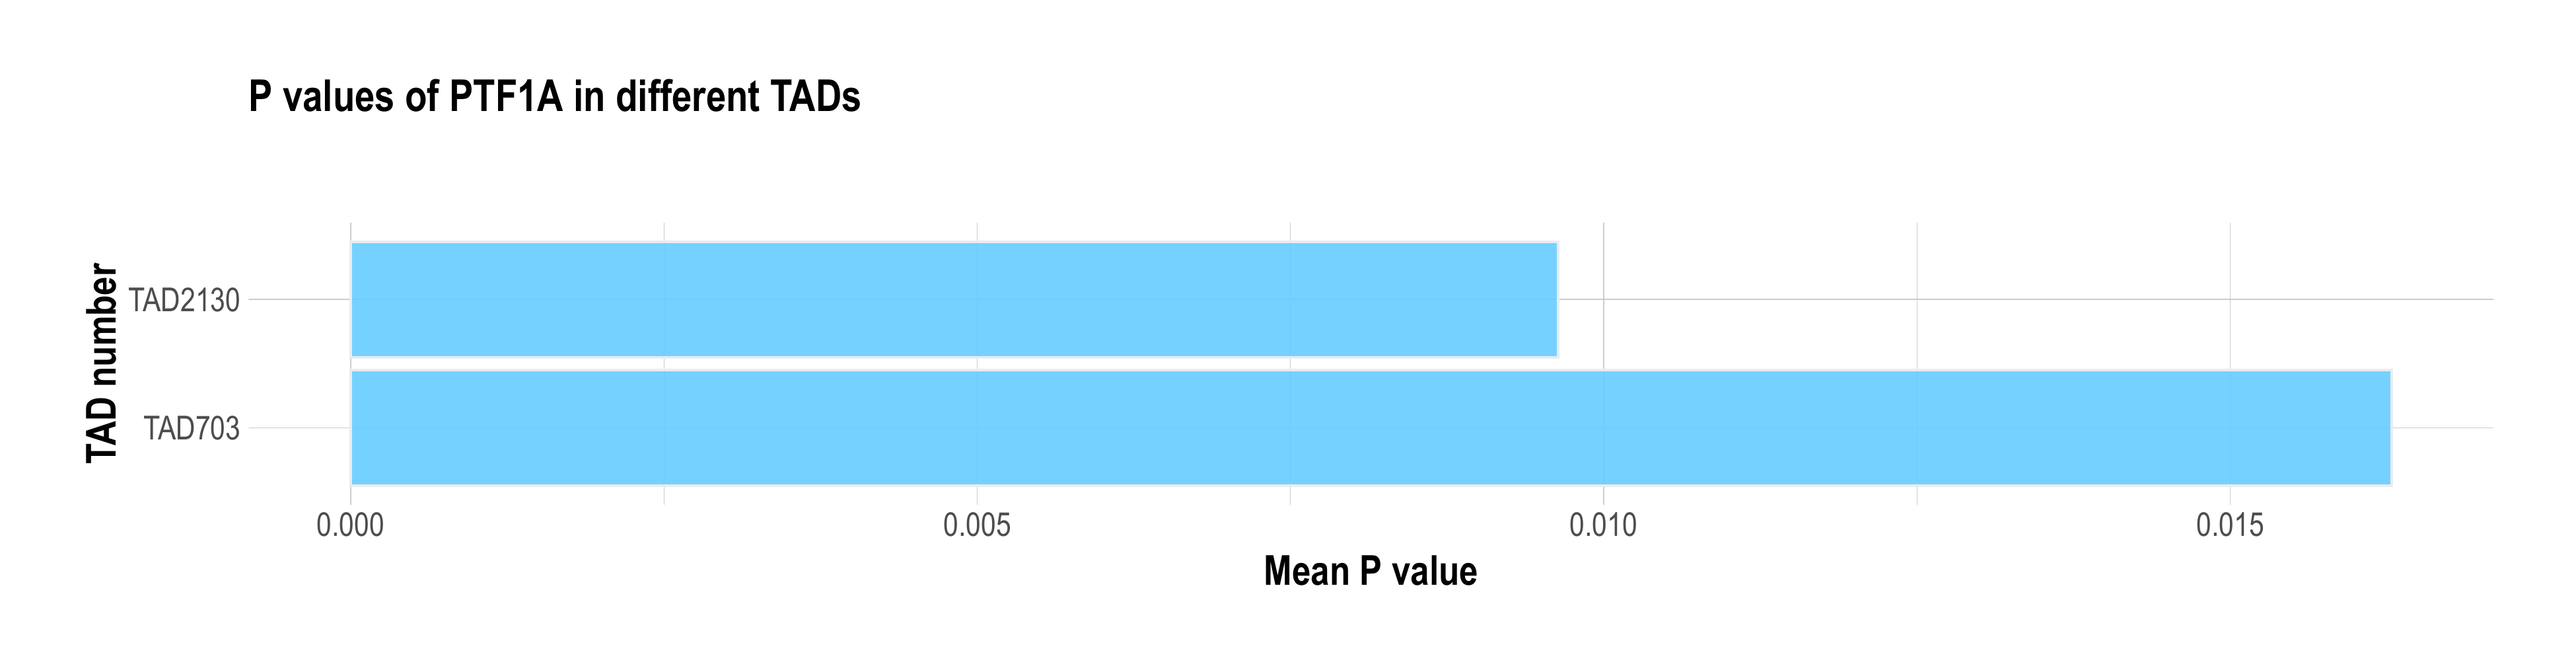 P values of PTF1A in different TADs
TAD number
TAD2130
TAD703
0.000 0.005 0.010 0.015
Mean P value